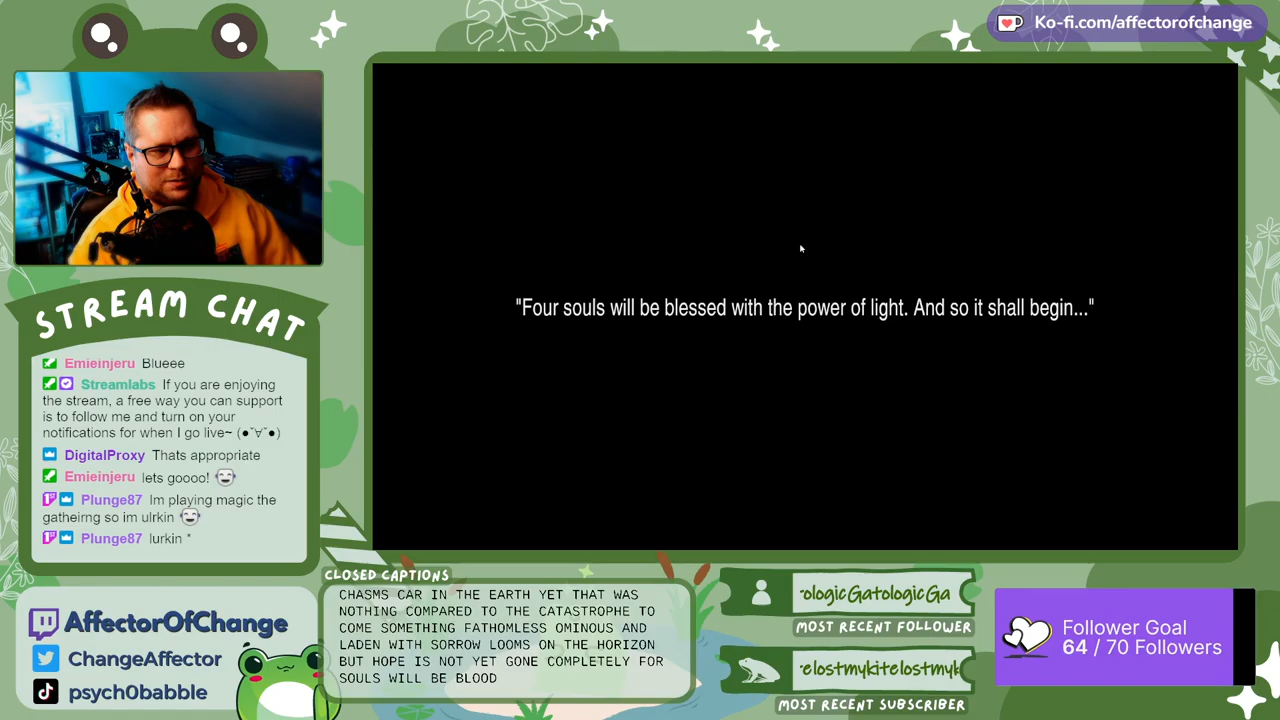 Ko-fi.com/affectorofchange
"Four souls will be blessed with the power of light. And so it shall begin..."
STREAM CHAT
Emieinjeru Blueee
Streamlabs If you are enjoying
the stream, a free way you can support
is to follow me and turn on your
notifications for when I go live~ (●ˇ∀ˇ●)
DigitalProxy Thats appropriate
Emieinjeru lets goooo!
Plunge87 Im playing magic the
gatheirng so im ulrkin
Plunge87 lurkin *
CLOSED CAPTIONS
CHASMS CAR IN THE EARTH YET THAT WAS
NOTHING COMPARED TO THE CATASTROPHE TO
COME SOMETHING FATHOMLESS OMINOUS AND
LADEN WITH SORROW LOOMS ON THE HORIZON
BUT HOPE IS NOT YET GONE COMPLETELY FOR
SOULS WILL BE BLOOD
AffectorOfChange
ChangeAffector
psych0babble
ologicGatologicGa
MOST RECENT FOLLOWER
elostmykitelostmyk
MOST RECENT SUBSCRIBER
Follower Goal
64 / 70 Followers